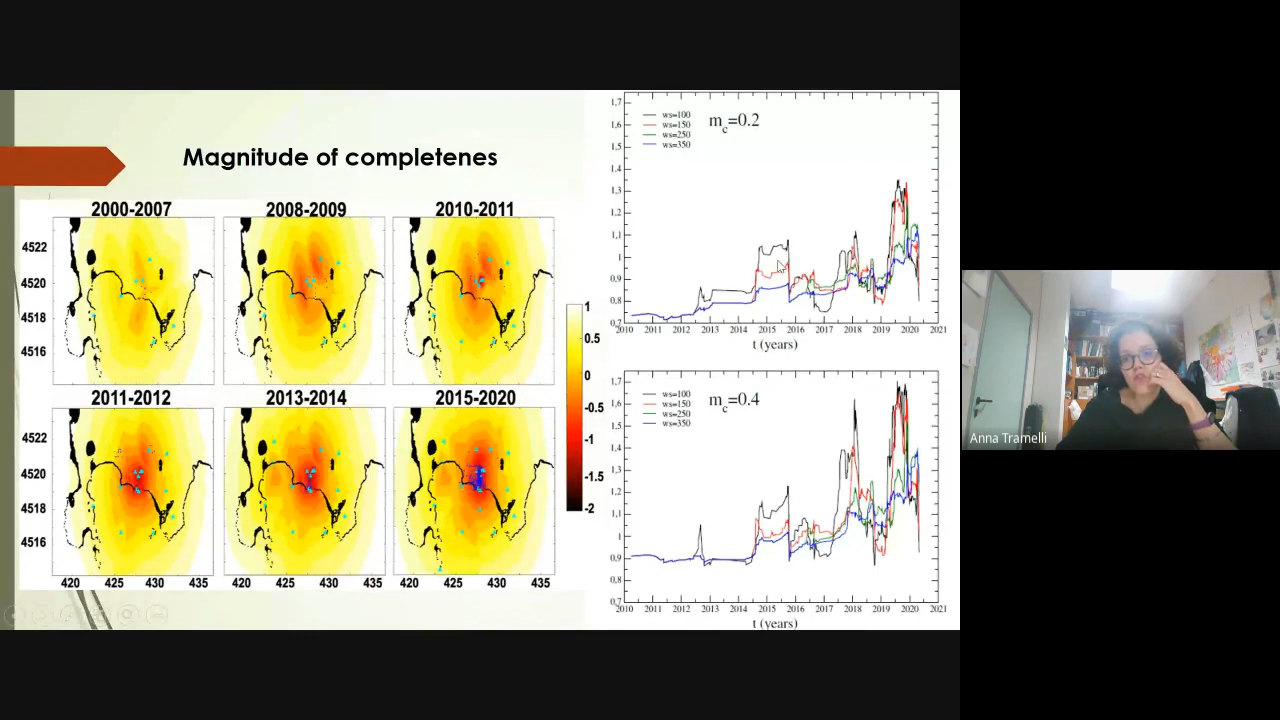 Magnitude of completenes
2000-2007
2008-2009
2010-2011
4522
4520
4518
4516
2011-2012
2013-2014
2015-2020
4522
4520
4518
4516
420 425 430 435
420 425 430 435
420 425 430 435
1
0.5
0
-0.5
-1
-1.5
-2
mc=0.2
ws=100
ws=150
ws=250
ws=350
1,7
1,6
1,5
1,4
1,3
1,2
1,1
1
0,9
0,8
0,7
2010 2011 2012 2013 2014 2015 2016 2017 2018 2019 2020 2021
t (years)
mc=0.4
ws=100
ws=150
ws=250
ws=350
1,7
1,6
1,5
1,4
1,3
1,2
1,1
1
0,9
0,8
0,7
2010 2011 2012 2013 2014 2015 2016 2017 2018 2019 2020 2021
t (years)
Anna Tramelli